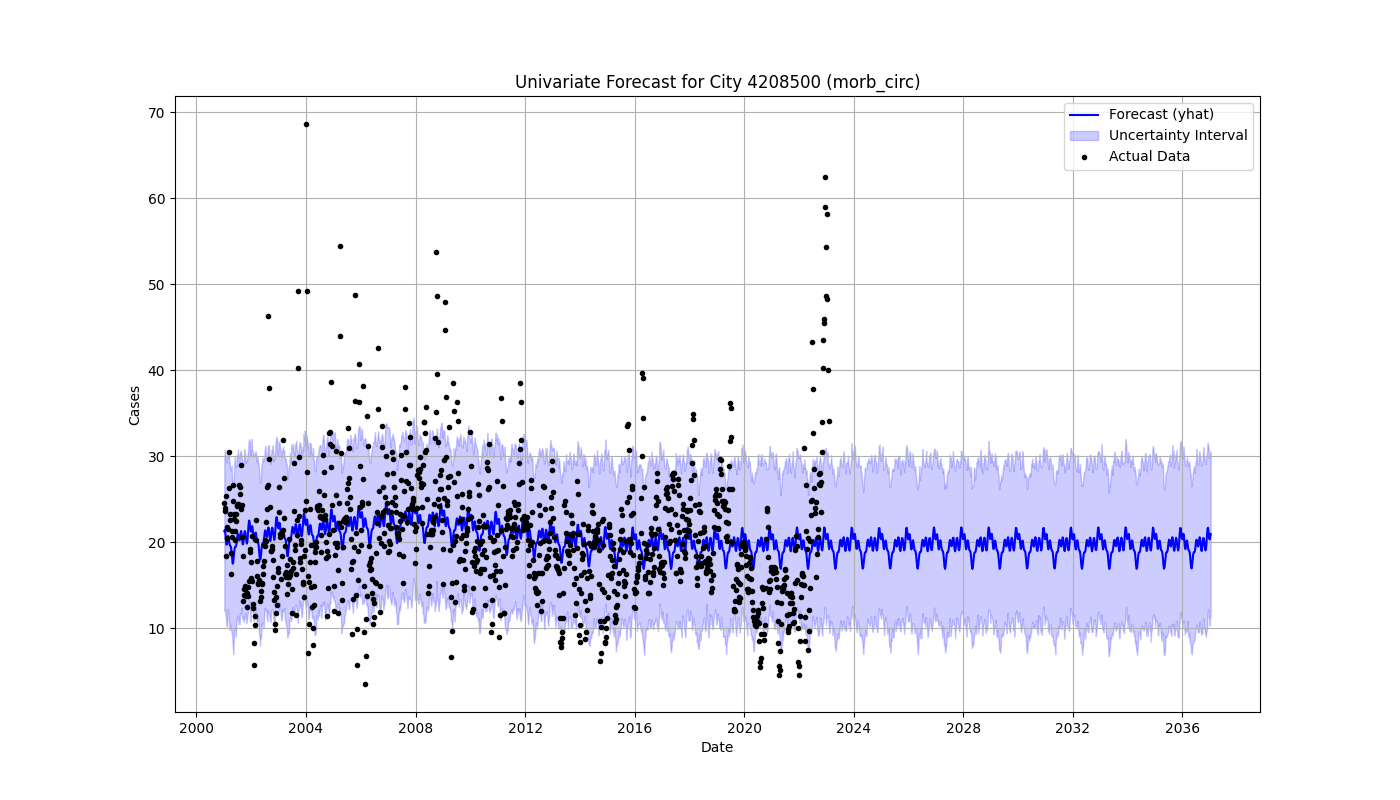 Univariate Forecast for City 4208500 (morb_circ)
Forecast (yhat)
Uncertainty Interval
Actual Data
70
60
50
40
30
20
10
Cases
2000 2004 2008 2012 2016 2020 2024 2028 2032 2036
Date